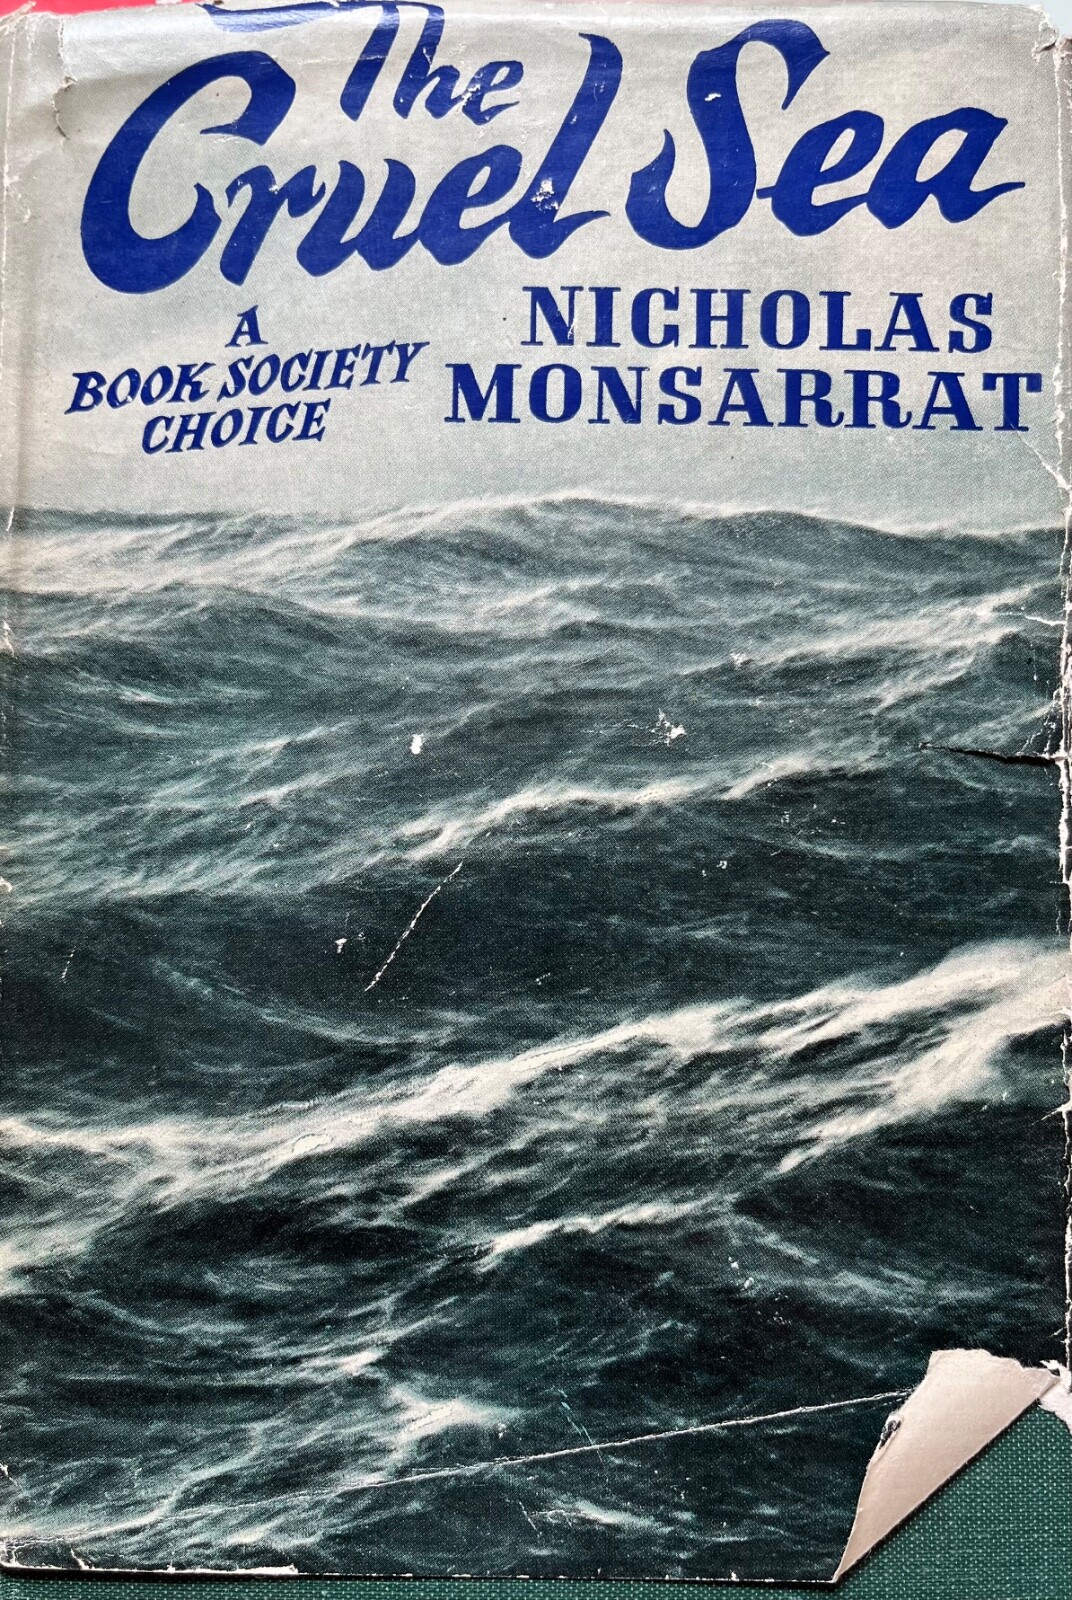 The
Cruel Sea
A
BOOK SOCIETY
CHOICE
NICHOLAS
MONSARRAT